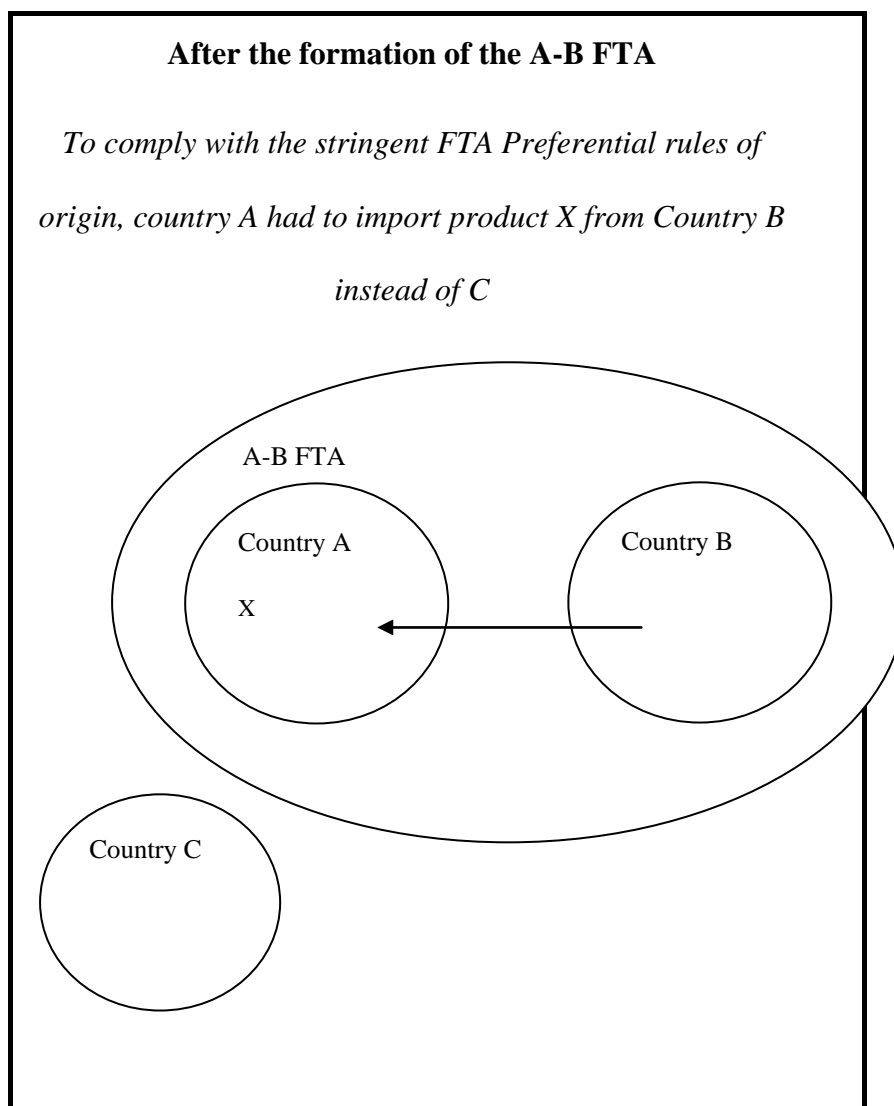 After the formation of the A-B FTA
To comply with the stringent FTA Preferential rules of
origin, country A had to import product X from Country B
instead of C
A-B FTA
Country A
Country B
X
Country C